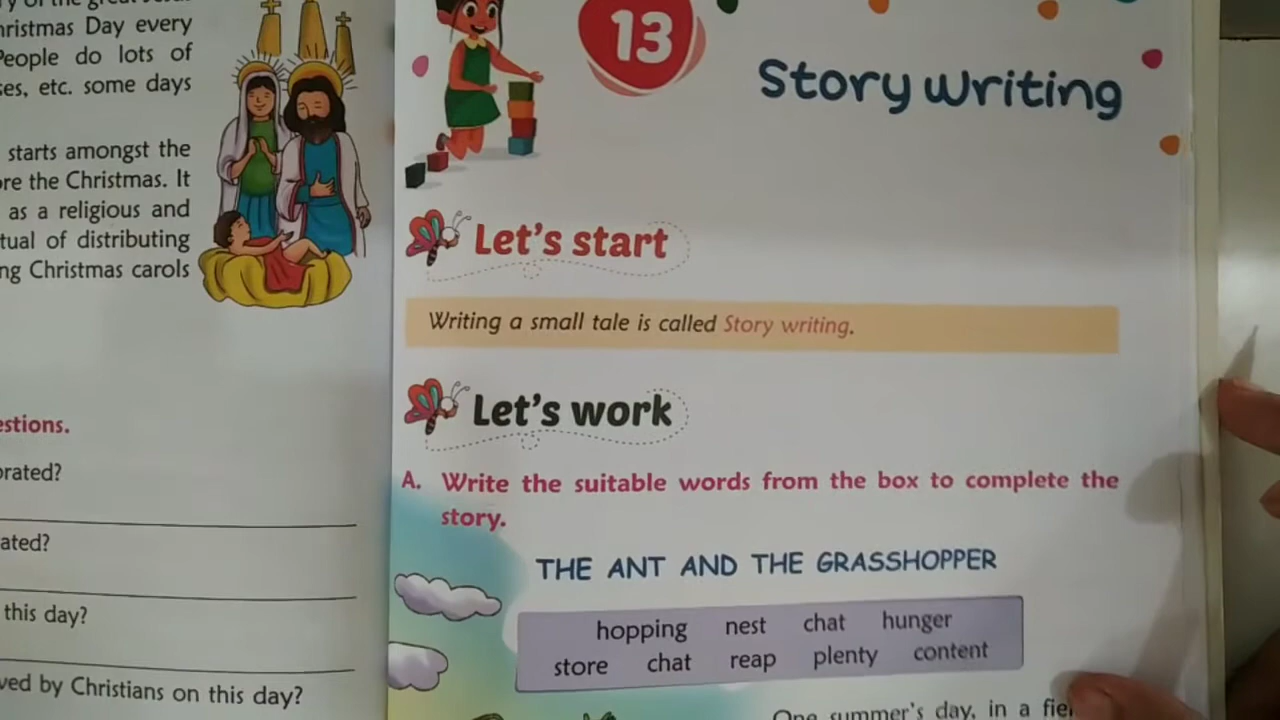 hristmas Day every
People do lots of
ses, etc. some days
starts amongst the
ore the Christmas. It
as a religious and
tual of distributing
ng Christmas carols
estions.
orated?
ated?
this day?
ved by Christians on this day?
13
Story Writing
Let's start
Writing a small tale is called Story writing.
Let's work
A. Write the suitable words from the box to complete the
story.
THE ANT AND THE GRASSHOPPER
hopping nest chat hunger
store chat reap plenty content
One summer's day, in a fiel